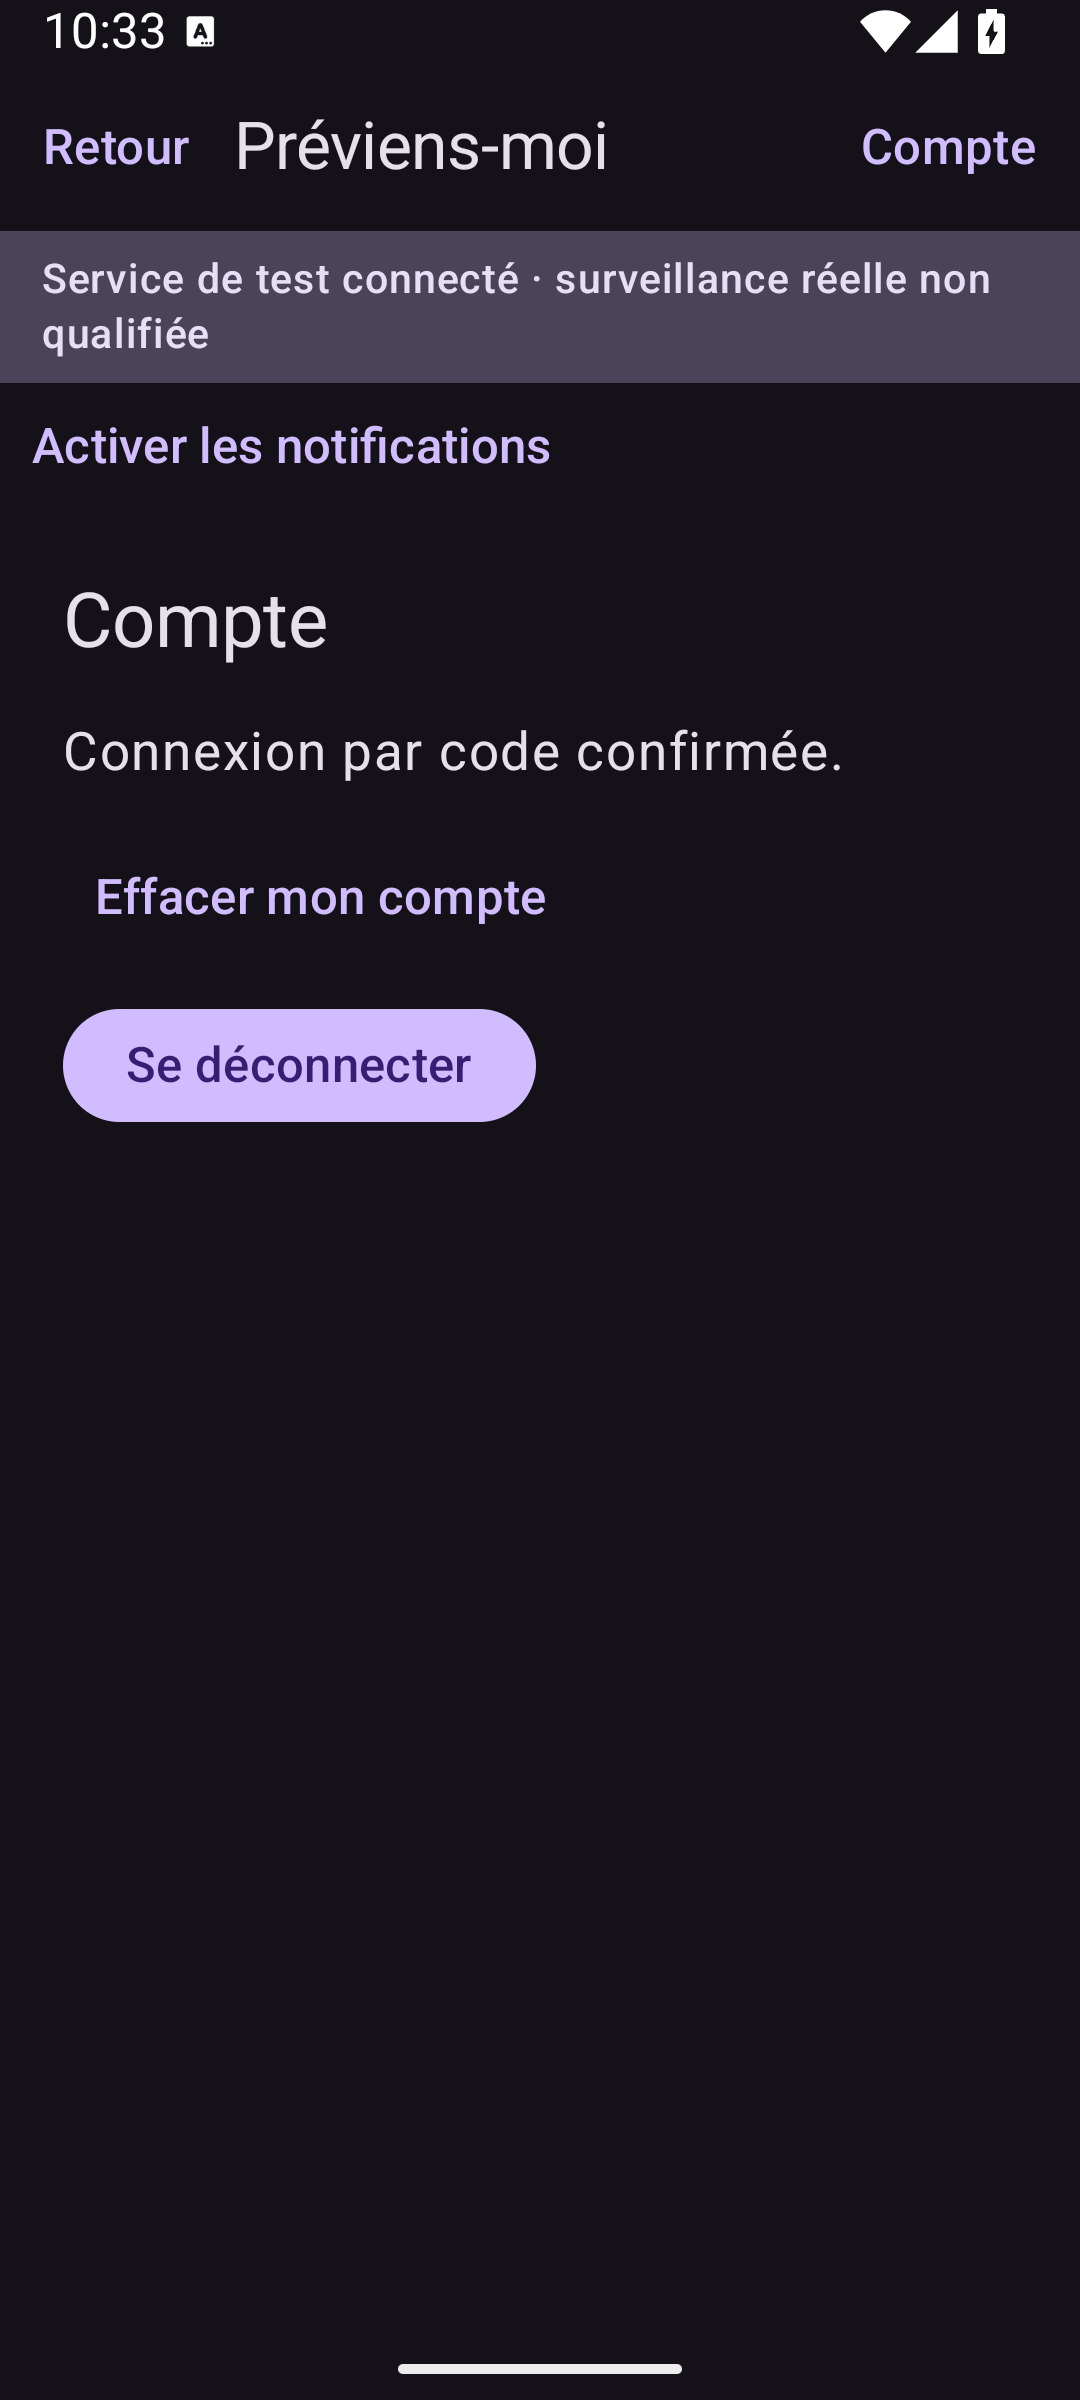 10:33
Retour Préviens-moi Compte
Service de test connecté · surveillance réelle non
qualifiée
Activer les notifications
Compte
Connexion par code confirmée.
Effacer mon compte
Se déconnecter